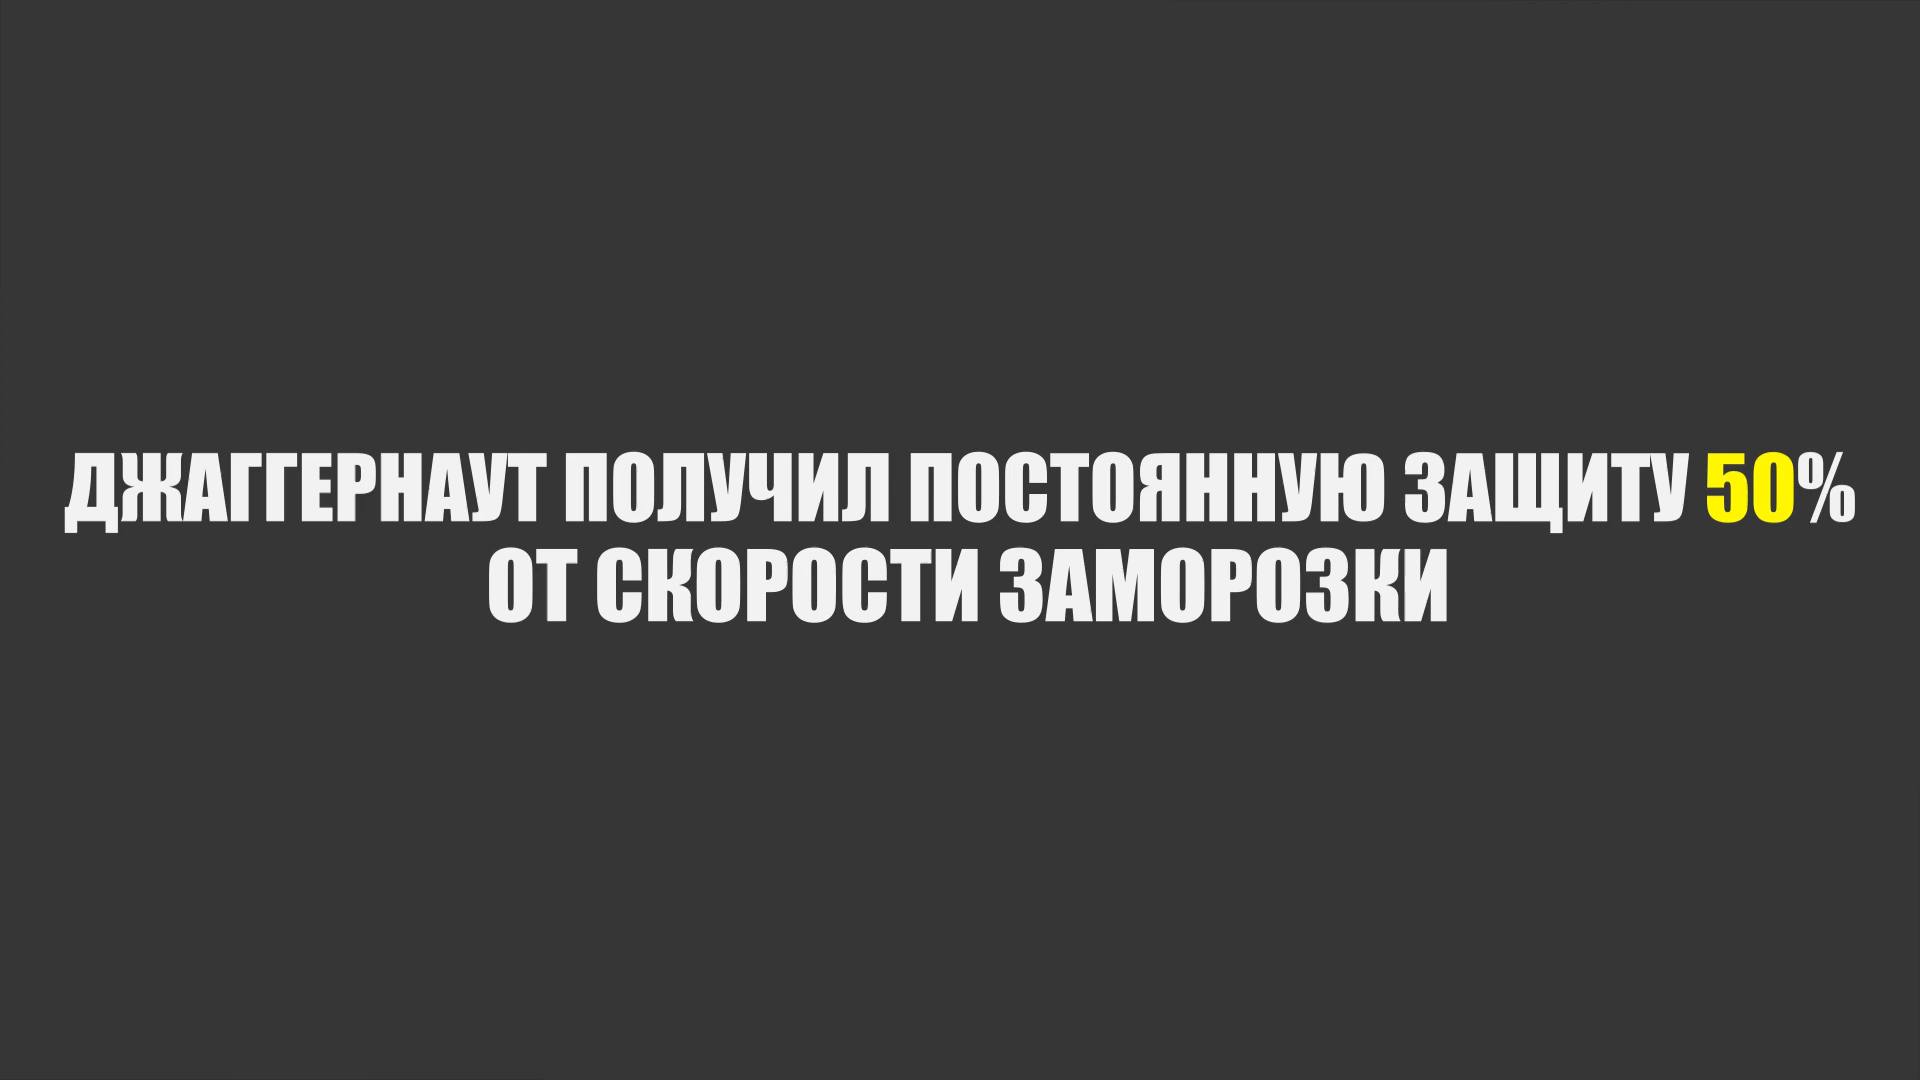 ДЖАГГЕРНАУТ ПОЛУЧИЛ ПОСТОЯННУЮ ЗАЩИТУ 50%
ОТ СКОРОСТИ ЗАМОРОЗКИ